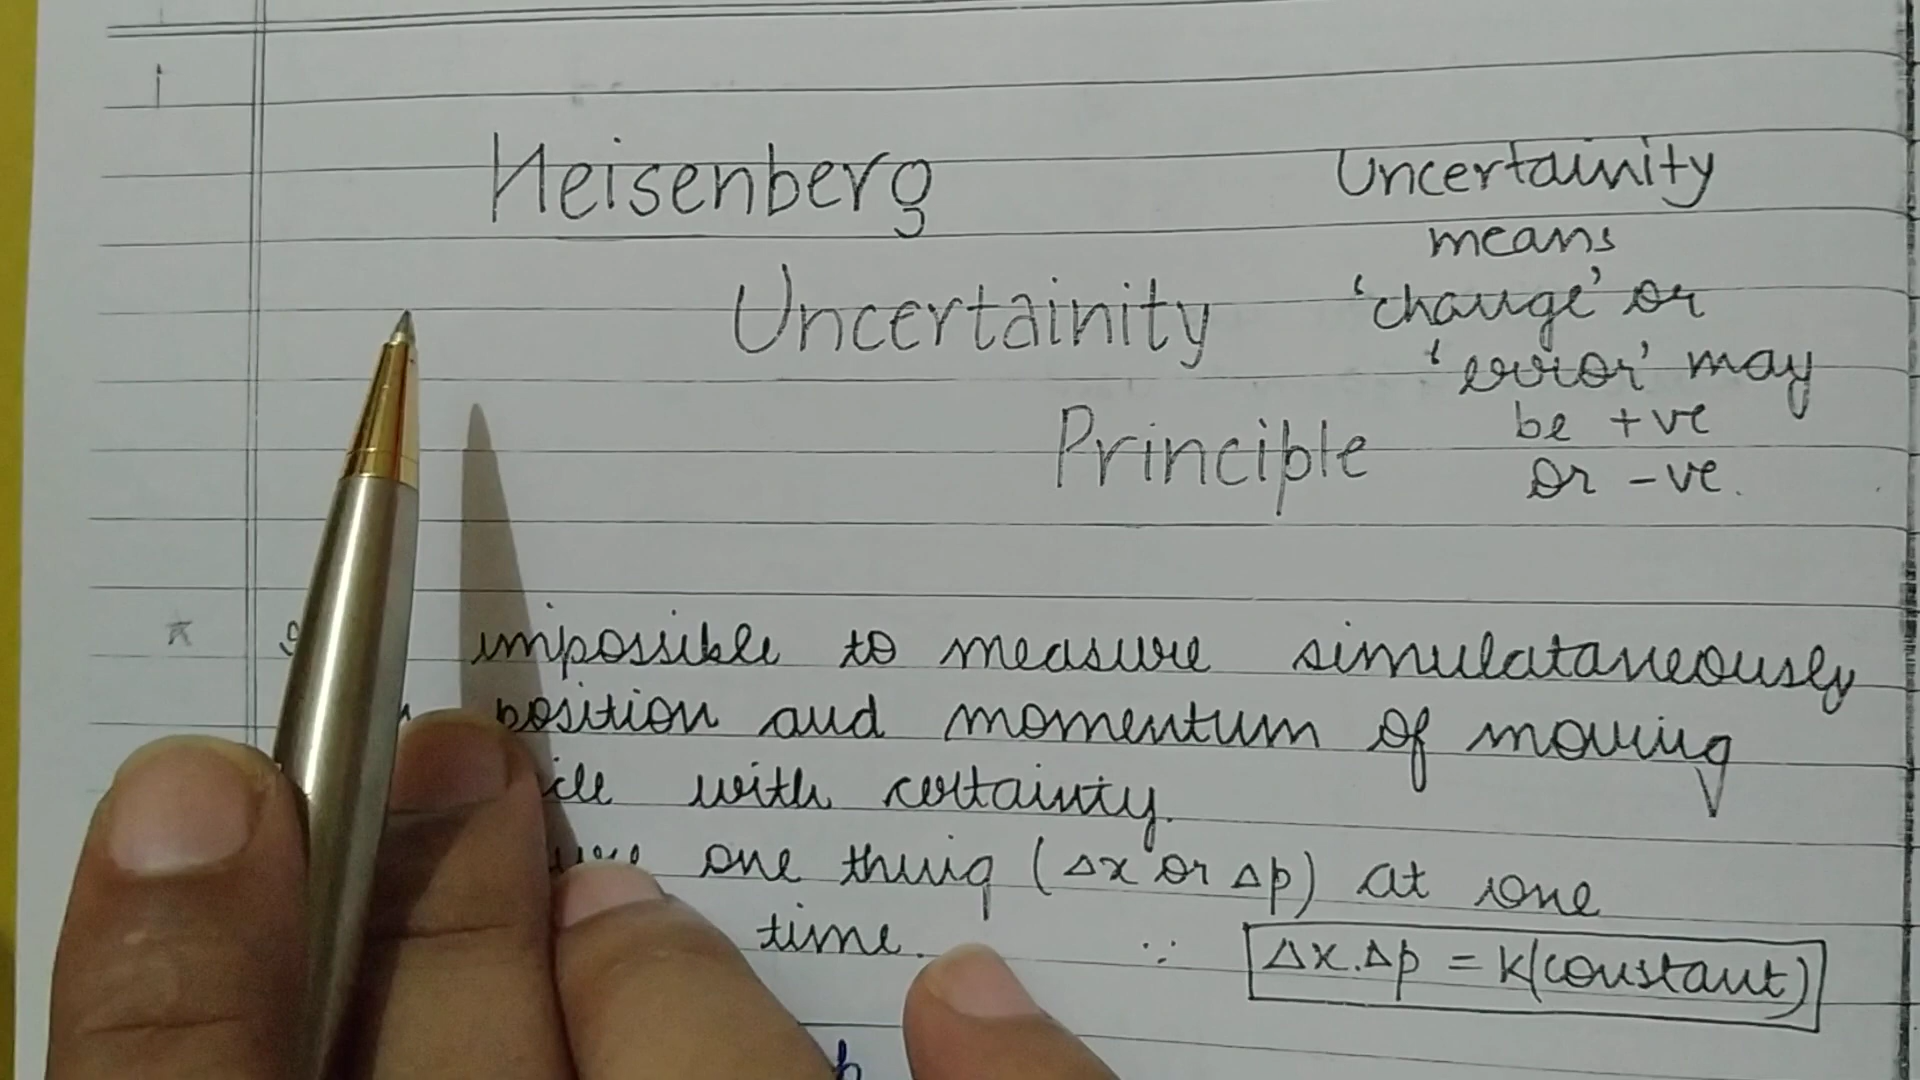 Heisenberg
Uncertainity
Principle
Uncertainity
means
'change' or
'error' may
be +ve
or -ve.
impossible to measure simulataneously
position and momentum of moving
with certainty.
one thing (Δx or Δp) at one
time. ∵ Δx.Δp = K(constant)
h